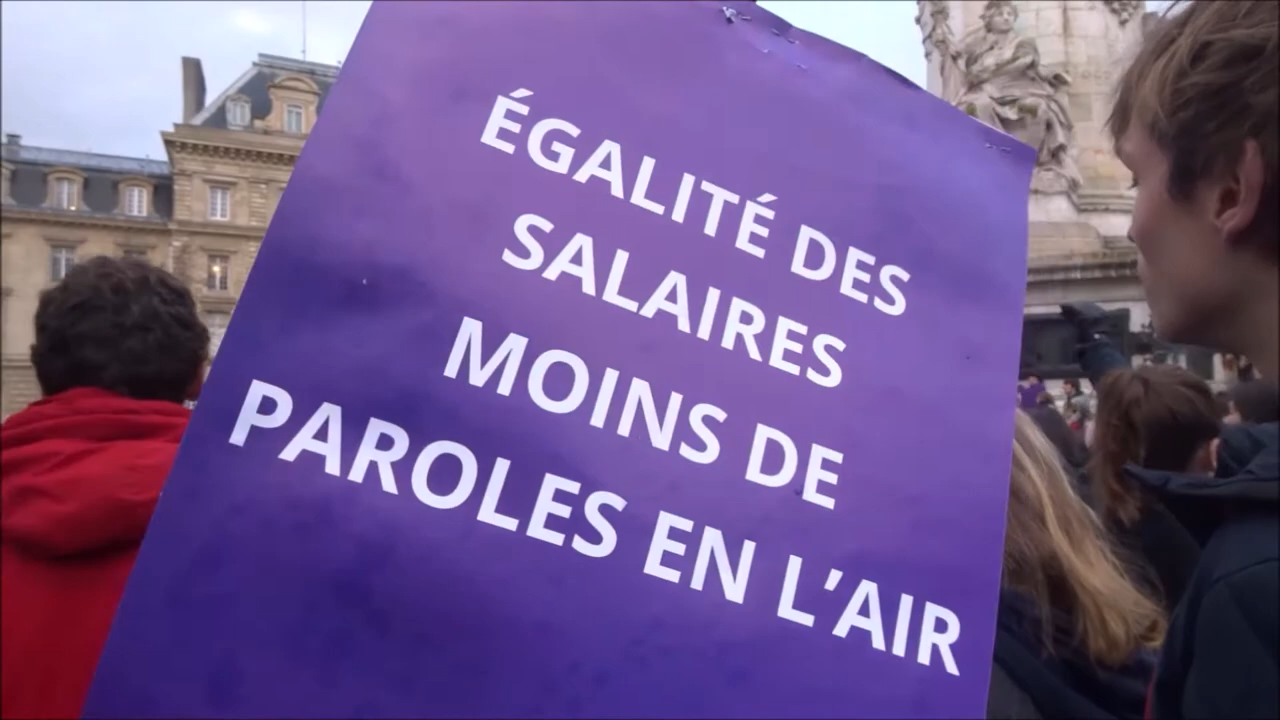 ÉGALITÉ DES
SALAIRES
MOINS DE
PAROLES EN L’AIR